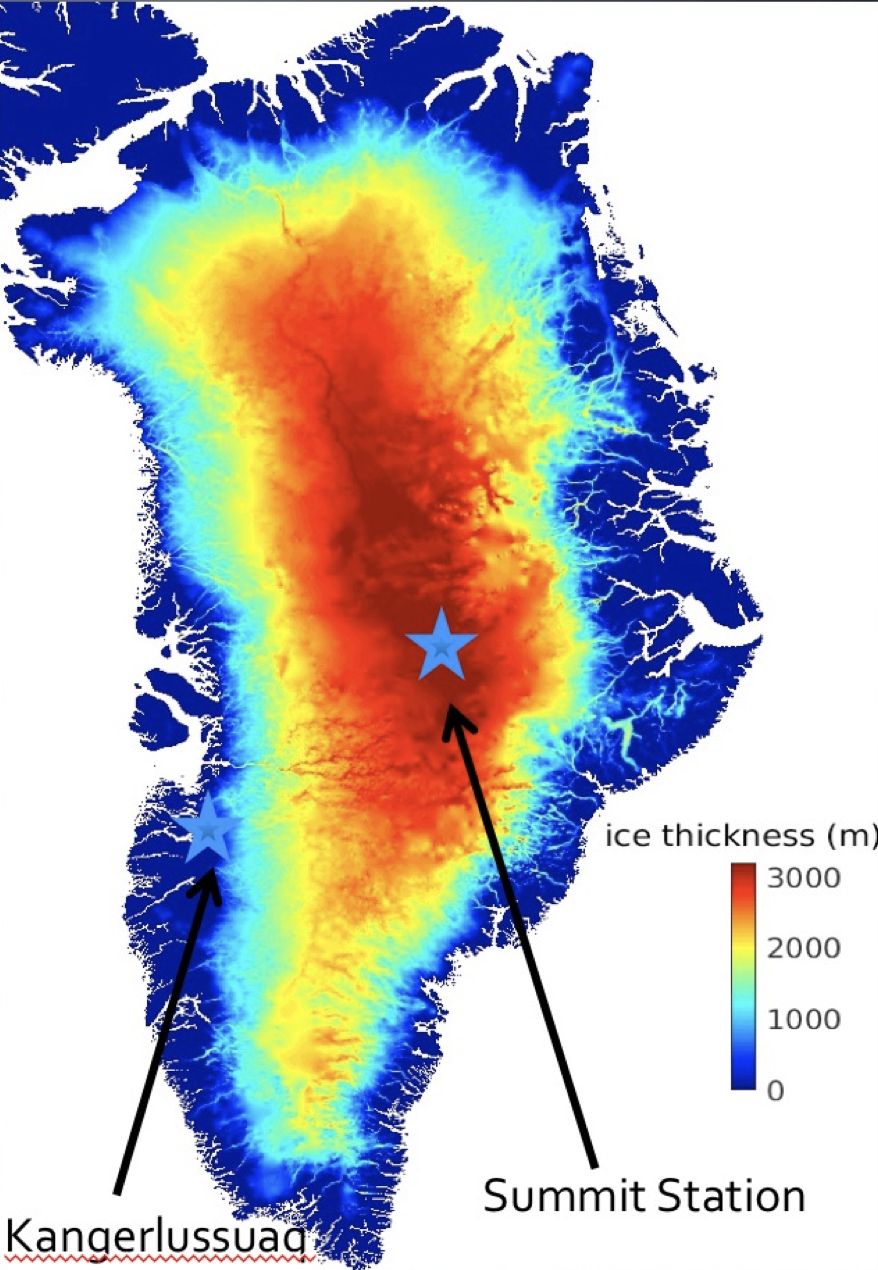 ice thickness (m)
3000
2000
1000
0
Summit Station
Kangerlussuaq